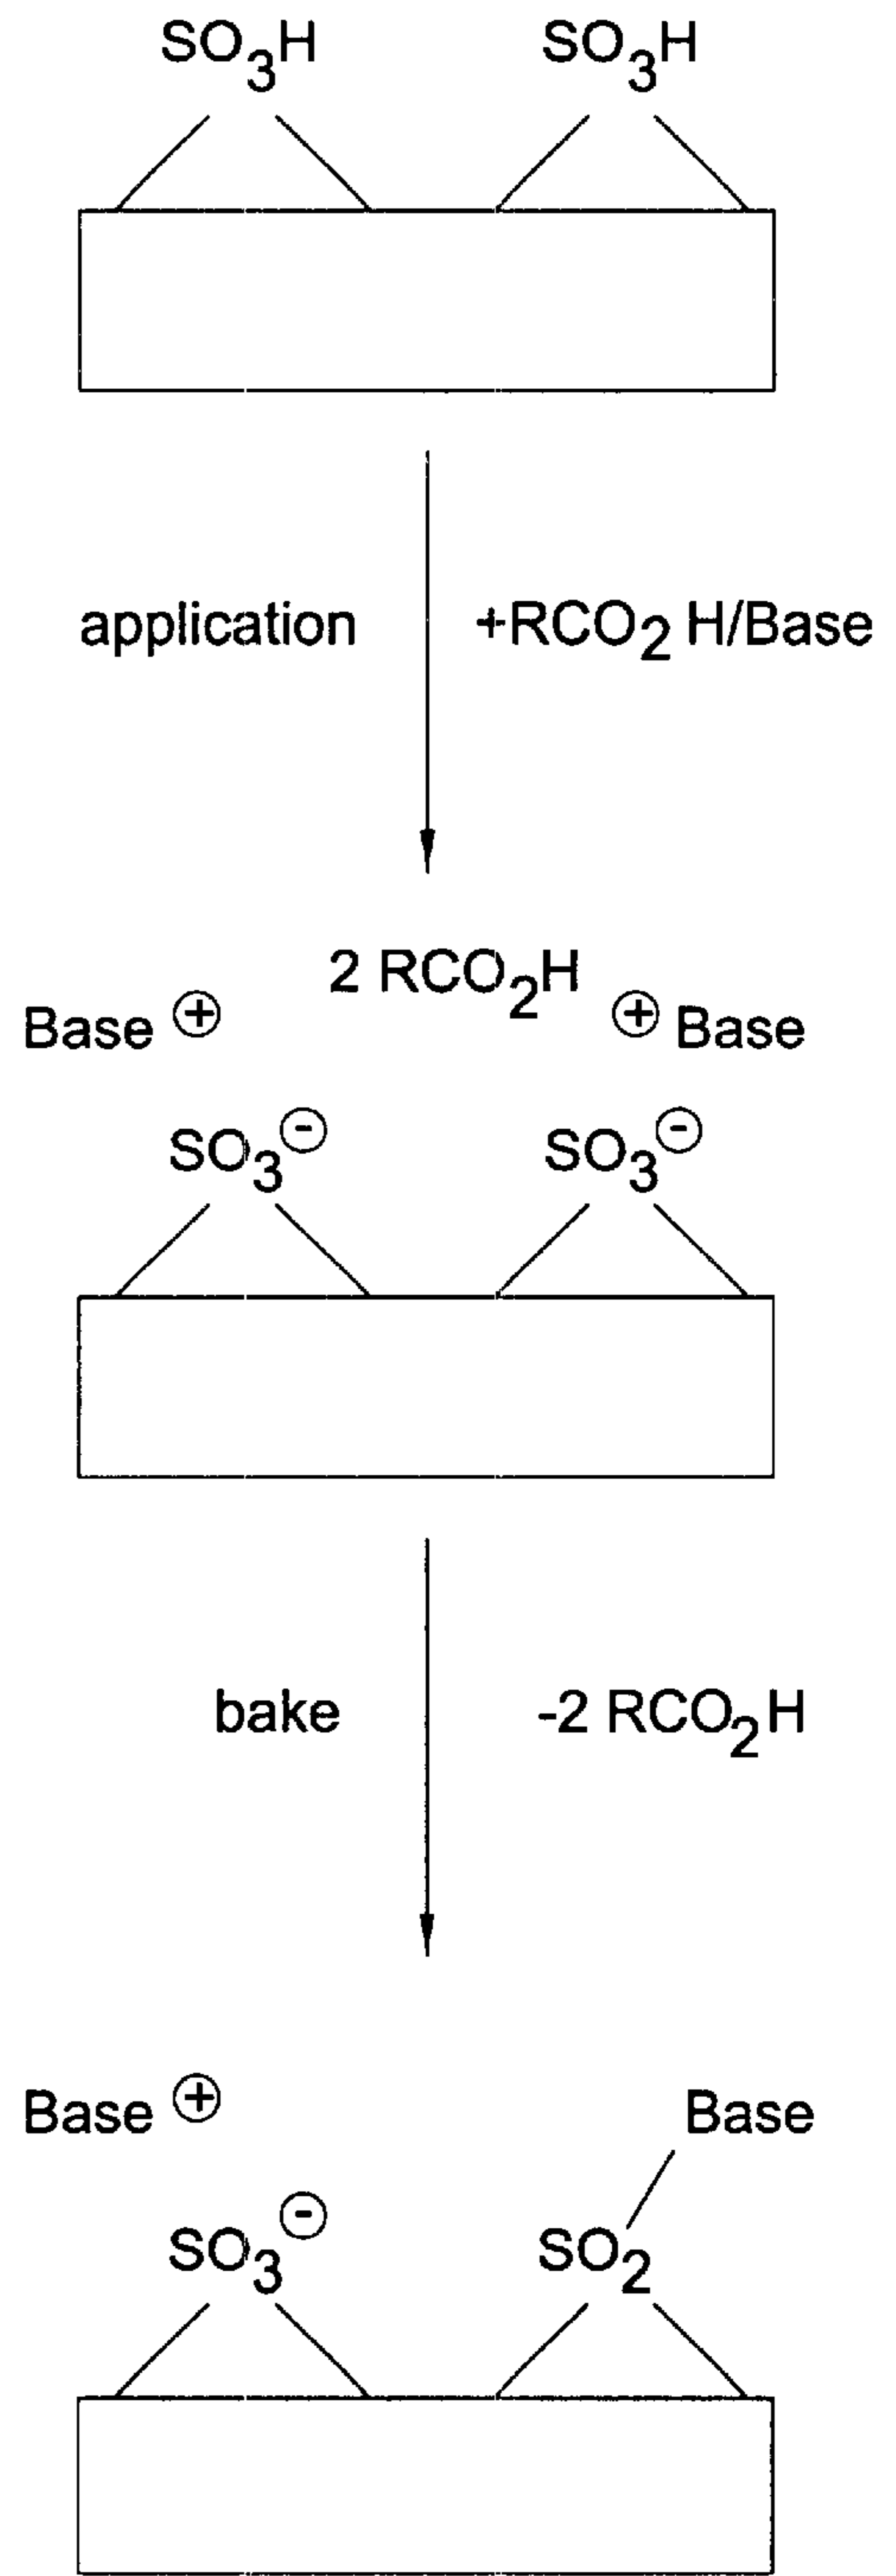 SO3H SO3H
application +RCO2 H/Base
2 RCO2H
Base ⊕ ⊕ Base
SO3⊖ SO3⊖
bake -2 RCO2H
Base ⊕ Base
SO3⊖ SO2